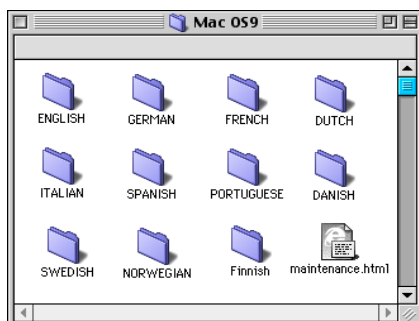 Mac OS9
ENGLISH GERMAN FRENCH DUTCH
ITALIAN SPANISH PORTUGUESE DANISH
SWEDISH NORWEGIAN Finnish maintenance.html